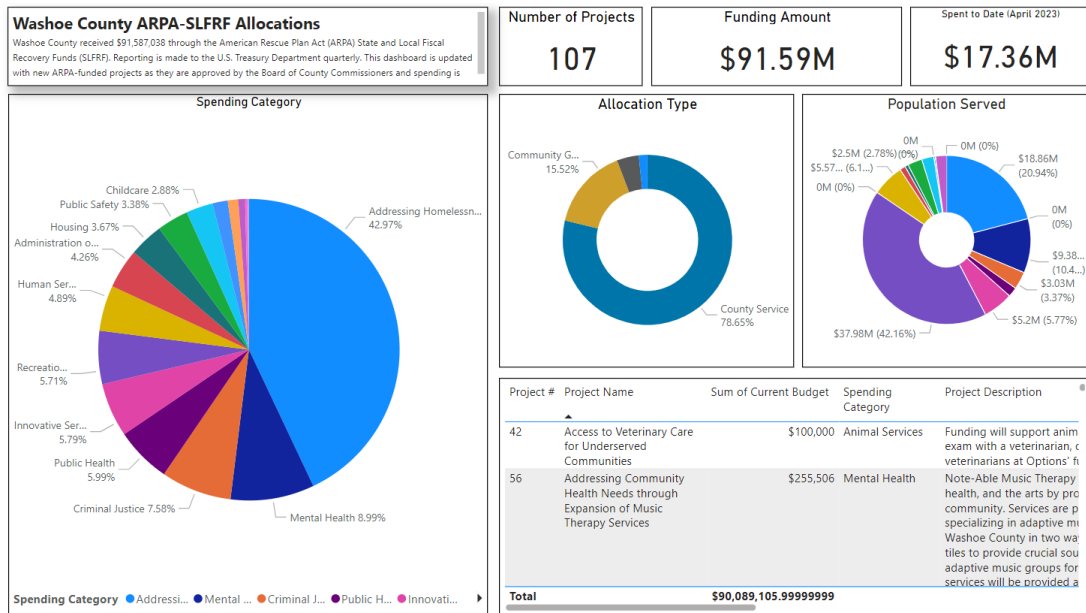 Washoe County ARPA-SLFRF Allocations
Washoe County received $91,587,038 through the American Rescue Plan Act (ARPA) State and Local Fiscal
Recovery Funds (SLFRF). Reporting is made to the U.S. Treasury Department quarterly. This dashboard is updated
with new ARPA-funded projects as they are approved by the Board of County Commissioners and spending is
Number of Projects
107
Funding Amount
$91.59M
Spent to Date (April 2023)
$17.36M
Spending Category
Childcare 2.88%
Public Safety 3.38%
Housing 3.67%
Administration o...
4.26%
Human Ser...
4.89%
Recreatio...
5.71%
Innovative Ser...
5.79%
Public Health
5.99%
Criminal Justice 7.58%
Mental Health 8.99%
Addressing Homelessn...
42.97%
Spending Category
Addressi...
Mental ...
Criminal J...
Public H...
Innovati...
Allocation Type
Community G...
15.52%
County Service
78.65%
Population Served
0M
(0%)
0M (0%)
$2.5M (2.78%)
$5.57... (6.1...)
0M (0%)
$18.86M
(20.94%)
0M
(0%)
$9.38...
(10.4...)
$3.03M
(3.37%)
$5.2M (5.77%)
$37.98M (42.16%)
Project # Project Name Sum of Current Budget Spending Category Project Description
42 Access to Veterinary Care for Underserved Communities $100,000 Animal Services
Funding will support anim
exam with a veterinarian,
veterinarians at Options'
56 Addressing Community Health Needs through Expansion of Music Therapy Services $255,506 Mental Health
Note-Able Music Therapy
health, and the arts by pro
community. Services are p
specializing in adaptive mu
Washoe County in two wa
tiles to provide crucial sou
adaptive music groups for
services will be provided a
Total $90,089,105.99999999